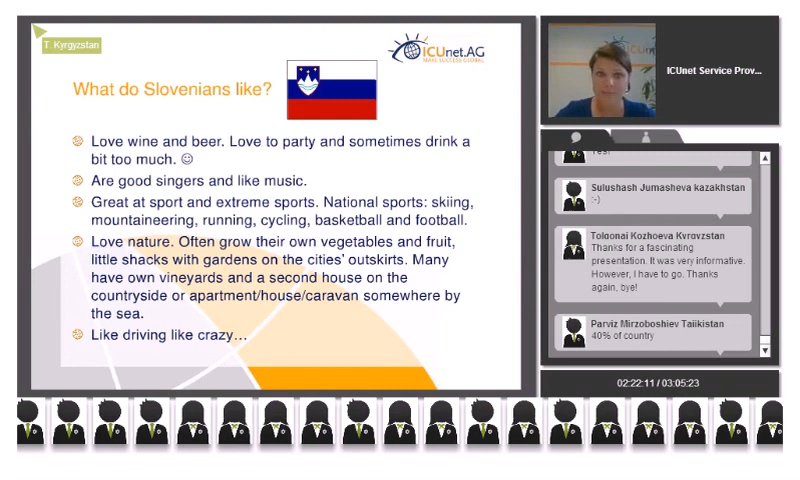 T. Kyrgyzstan
ICUnet.AG
MAKE SUCCESS GLOBAL
What do Slovenians like?
Love wine and beer. Love to party and sometimes drink a
bit too much. ☺
Are good singers and like music.
Great at sport and extreme sports. National sports: skiing,
mountaineering, running, cycling, basketball and football.
Love nature. Often grow their own vegetables and fruit,
little shacks with gardens on the cities' outskirts. Many
have own vineyards and a second house on the
countryside or apartment/house/caravan somewhere by
the sea.
Like driving like crazy…
ICUnet Service Prov...
Yes!
Sulushash Jumasheva kazakhstan
:-)
Tolgonai Kozhoeva Kyrgyzstan
Thanks for a fascinating
presentation. It was very informative.
However, I have to go. Thanks
again, bye!
Parviz Mirzoboshiev Tajikistan
40% of country
02:22:11 / 03:05:23